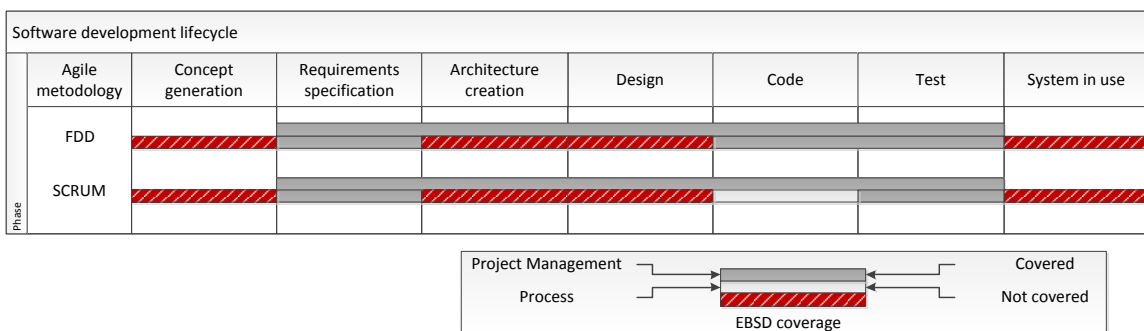 Software development lifecycle
Phase
Agile
metodology
Concept
generation
Requirements
specification
Architecture
creation
Design
Code
Test
System in use
FDD
SCRUM
Project Management
Covered
Process
Not covered
EBSD coverage